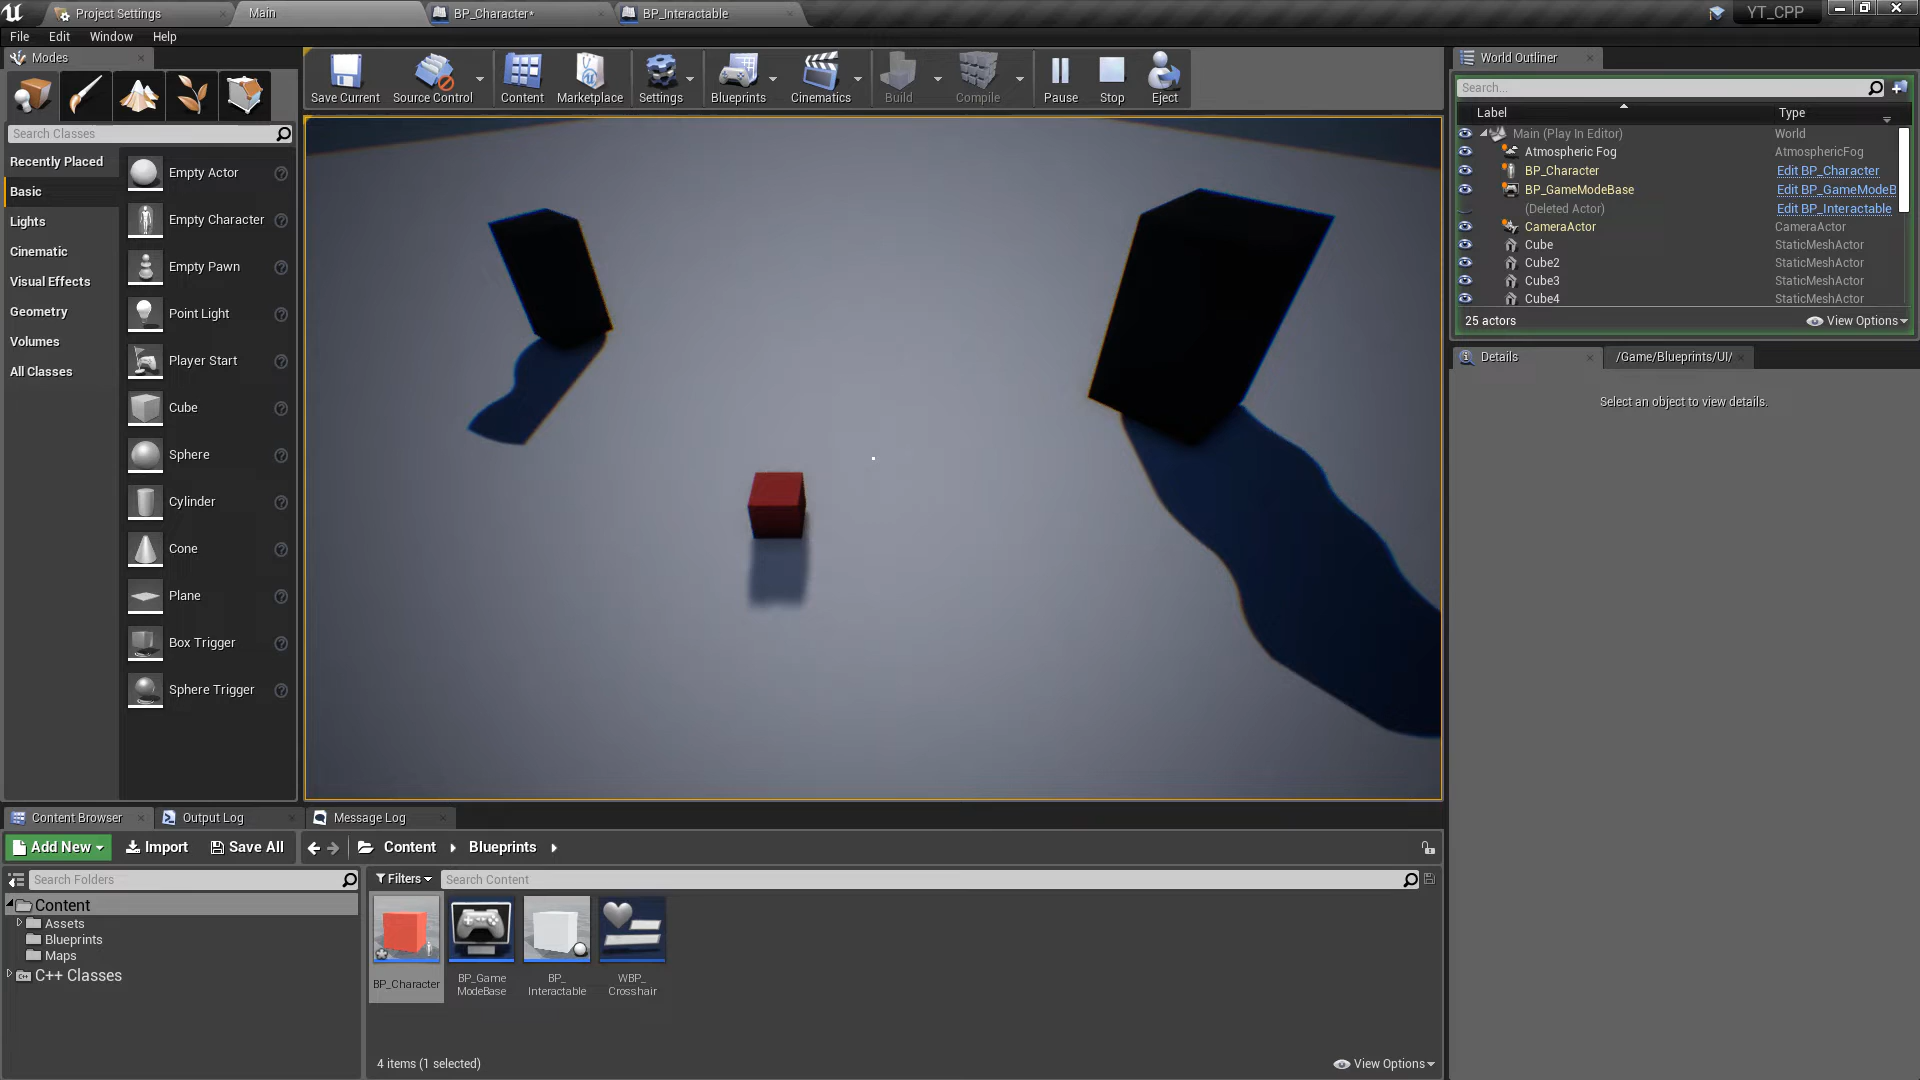 Project Settings
Main
BP_Character*
BP_Interactable
YT_CPP
File
Edit
Window
Help
Modes
Search Classes
Recently Placed
Basic
Lights
Cinematic
Visual Effects
Geometry
Volumes
All Classes
Empty Actor
Empty Character
Empty Pawn
Point Light
Player Start
Cube
Sphere
Cylinder
Cone
Plane
Box Trigger
Sphere Trigger
Save Current
Source Control
Content
Marketplace
Settings
Blueprints
Cinematics
Build
Compile
Pause
Stop
Eject
World Outliner
Search...
Label
Type
Main (Play In Editor)
World
Atmospheric Fog
AtmosphericFog
BP_Character
Edit BP_Character
BP_GameModeBase
Edit BP_GameModeB
(Deleted Actor)
Edit BP_Interactable
CameraActor
CameraActor
Cube
StaticMeshActor
Cube2
StaticMeshActor
Cube3
StaticMeshActor
Cube4
StaticMeshActor
25 actors
View Options
Details
/Game/Blueprints/UI/
Select an object to view details.
Content Browser
Output Log
Message Log
Add New
Import
Save All
Content
Blueprints
Search Folders
Filters
Search Content
Content
Assets
Blueprints
Maps
C++ Classes
BP_Character
BP_Game
ModeBase
BP_
Interactable
WBP_
Crosshair
4 items (1 selected)
View Options